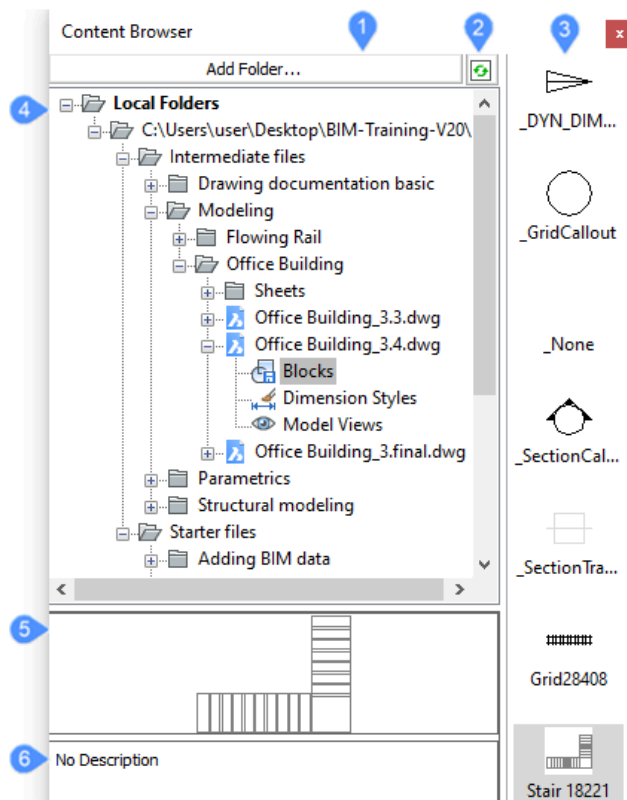 1
2
3
Content Browser
x
Add Folder...
4
Local Folders
C:\Users\user\Desktop\BIM-Training-V20\
Intermediate files
Drawing documentation basic
Modeling
Flowing Rail
Office Building
Sheets
Office Building_3.3.dwg
Office Building_3.4.dwg
Blocks
Dimension Styles
Model Views
Office Building_3.final.dwg
Parametrics
Structural modeling
Starter files
Adding BIM data
5
6
No Description
_DYN_DIM...
_GridCallout
_None
_SectionCal...
_SectionTra...
Grid28408
Stair 18221